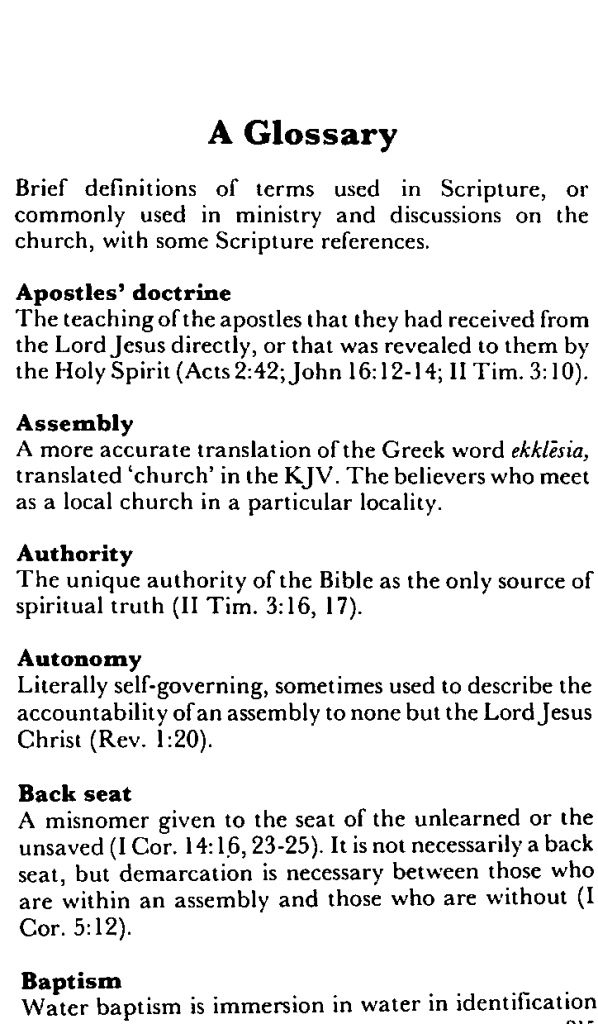 A Glossary
Brief definitions of terms used in Scripture, or
commonly used in ministry and discussions on the
church, with some Scripture references.
Apostles' doctrine
The teaching of the apostles that they had received from
the Lord Jesus directly, or that was revealed to them by
the Holy Spirit (Acts 2:42; John 16:12-14; II Tim. 3:10).
Assembly
A more accurate translation of the Greek word ekklēsia,
translated 'church' in the KJV. The believers who meet
as a local church in a particular locality.
Authority
The unique authority of the Bible as the only source of
spiritual truth (II Tim. 3:16, 17).
Autonomy
Literally self-governing, sometimes used to describe the
accountability of an assembly to none but the Lord Jesus
Christ (Rev. 1:20).
Back seat
A misnomer given to the seat of the unlearned or the
unsaved (I Cor. 14:16, 23-25). It is not necessarily a back
seat, but demarcation is necessary between those who
are within an assembly and those who are without (I
Cor. 5:12).
Baptism
Water baptism is immersion in water in identification